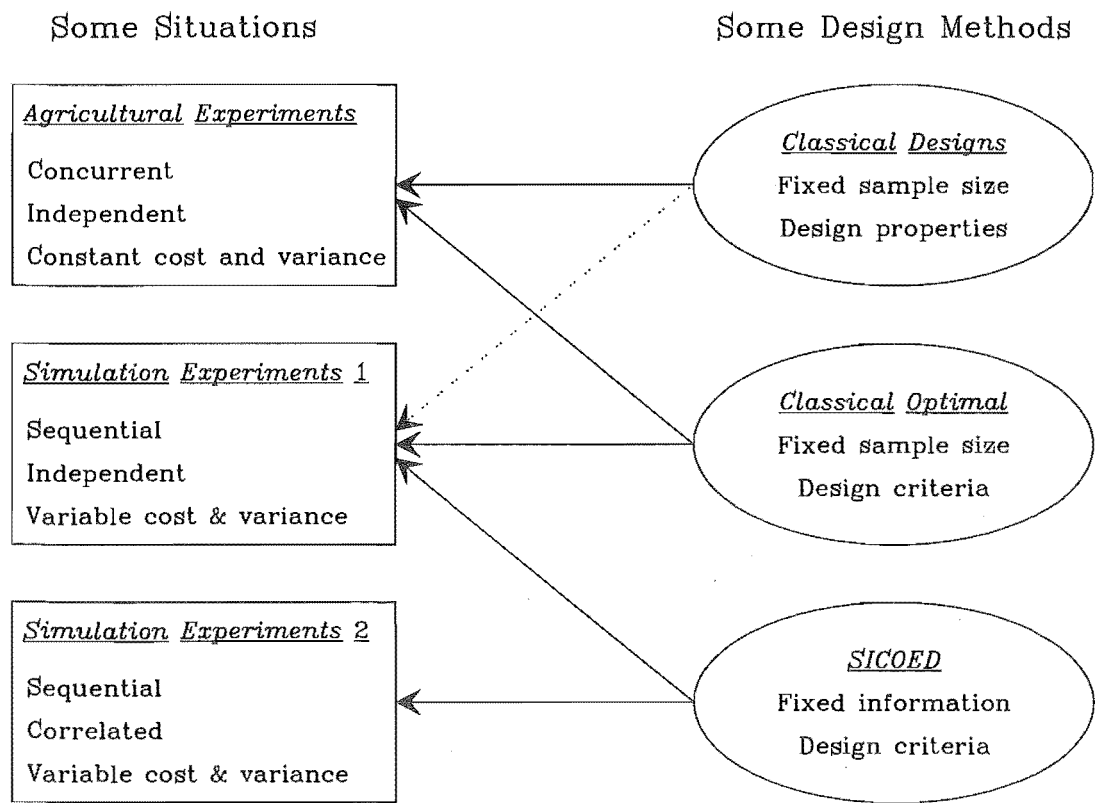 Some Situations
Some Design Methods
Agricultural Experiments
Concurrent
Independent
Constant cost and variance
Classical Designs
Fixed sample size
Design properties
Simulation Experiments 1
Sequential
Independent
Variable cost & variance
Classical Optimal
Fixed sample size
Design criteria
Simulation Experiments 2
Sequential
Correlated
Variable cost & variance
SICOED
Fixed information
Design criteria